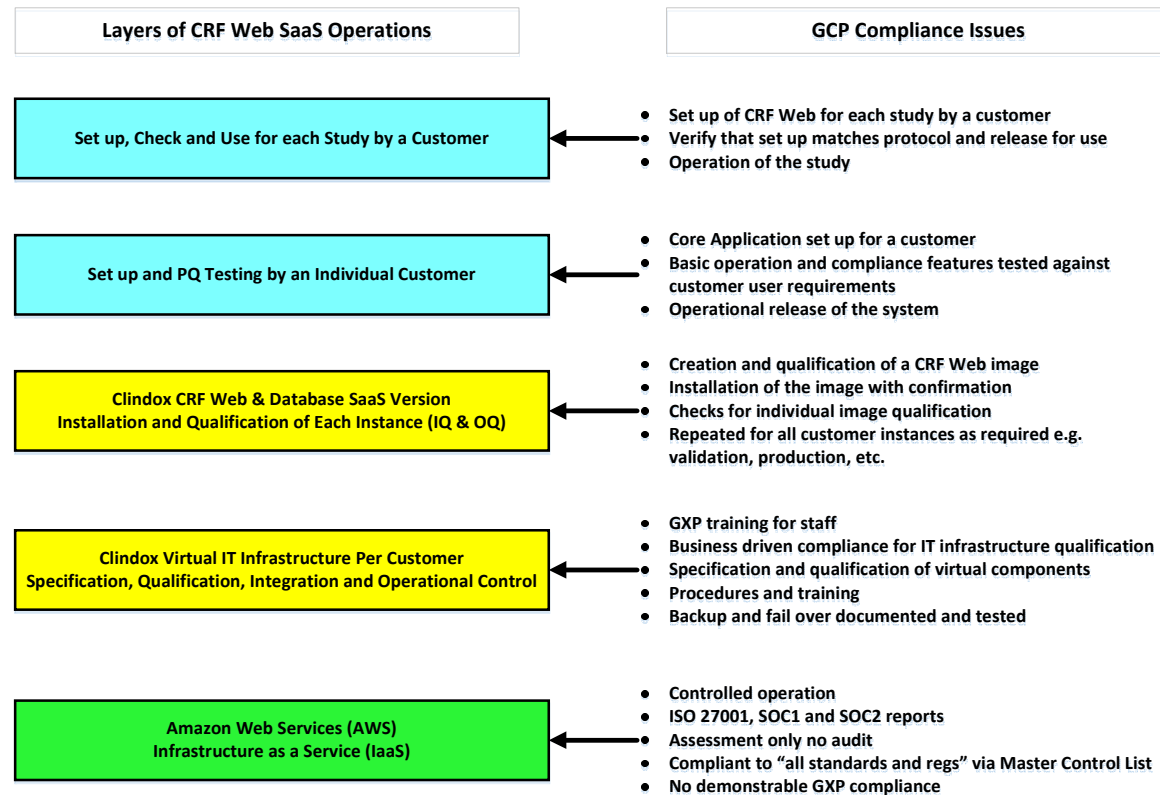 Layers of CRF Web SaaS Operations
GCP Compliance Issues
Set up, Check and Use for each Study by a Customer
• Set up of CRF Web for each study by a customer
• Verify that set up matches protocol and release for use
• Operation of the study
Set up and PQ Testing by an Individual Customer
• Core Application set up for a customer
• Basic operation and compliance features tested against
customer user requirements
• Operational release of the system
Clindox CRF Web & Database SaaS Version
Installation and Qualification of Each Instance (IQ & OQ)
• Creation and qualification of a CRF Web image
• Installation of the image with confirmation
• Checks for individual image qualification
• Repeated for all customer instances as required e.g.
validation, production, etc.
Clindox Virtual IT Infrastructure Per Customer
Specification, Qualification, Integration and Operational Control
• GXP training for staff
• Business driven compliance for IT infrastructure qualification
• Specification and qualification of virtual components
• Procedures and training
• Backup and fail over documented and tested
Amazon Web Services (AWS)
Infrastructure as a Service (IaaS)
• Controlled operation
• ISO 27001, SOC1 and SOC2 reports
• Assessment only no audit
• Compliant to “all standards and regs” via Master Control List
• No demonstrable GXP compliance